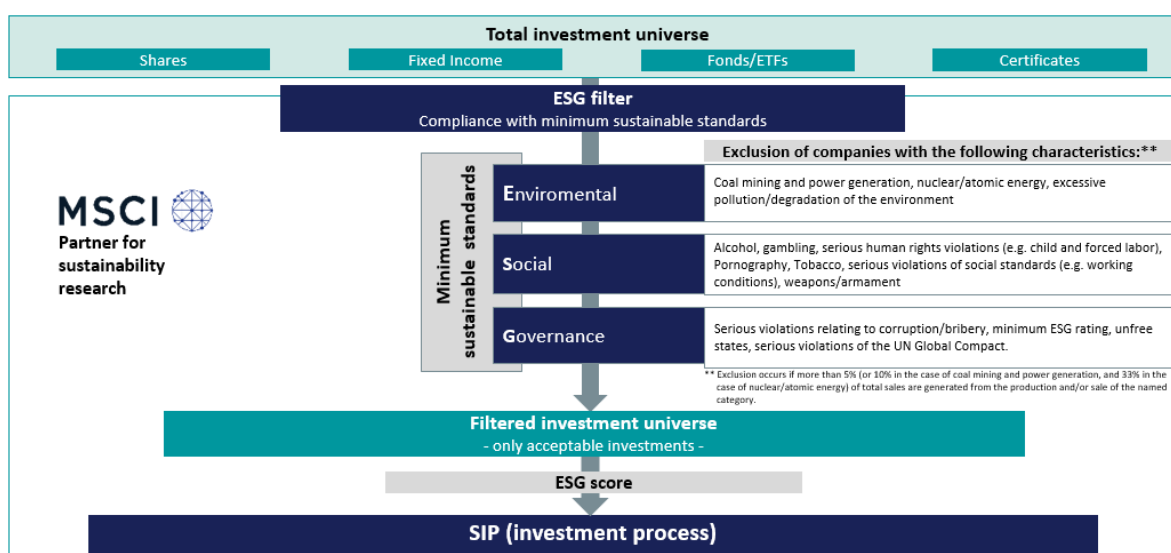 Total investment universe
Shares
Fixed Income
Fonds/ETFs
Certificates
ESG filter
Compliance with minimum sustainable standards
Exclusion of companies with the following characteristics:**
MSCI
Partner for
sustainability
research
Minimum
sustainable standards
Enviromental
Coal mining and power generation, nuclear/atomic energy, excessive
pollution/degradation of the environment
Social
Alcohol, gambling, serious human rights violations (e.g. child and forced labor),
Pornography, Tobacco, serious violations of social standards (e.g. working
conditions), weapons/armament
Governance
Serious violations relating to corruption/bribery, minimum ESG rating, unfree
states, serious violations of the UN Global Compact.
** Exclusion occurs if more than 5% (or 10% in the case of coal mining and power generation, and 33% in the
case of nuclear/atomic energy) of total sales are generated from the production and/or sale of the named
category.
Filtered investment universe
- only acceptable investments -
ESG score
SIP (investment process)